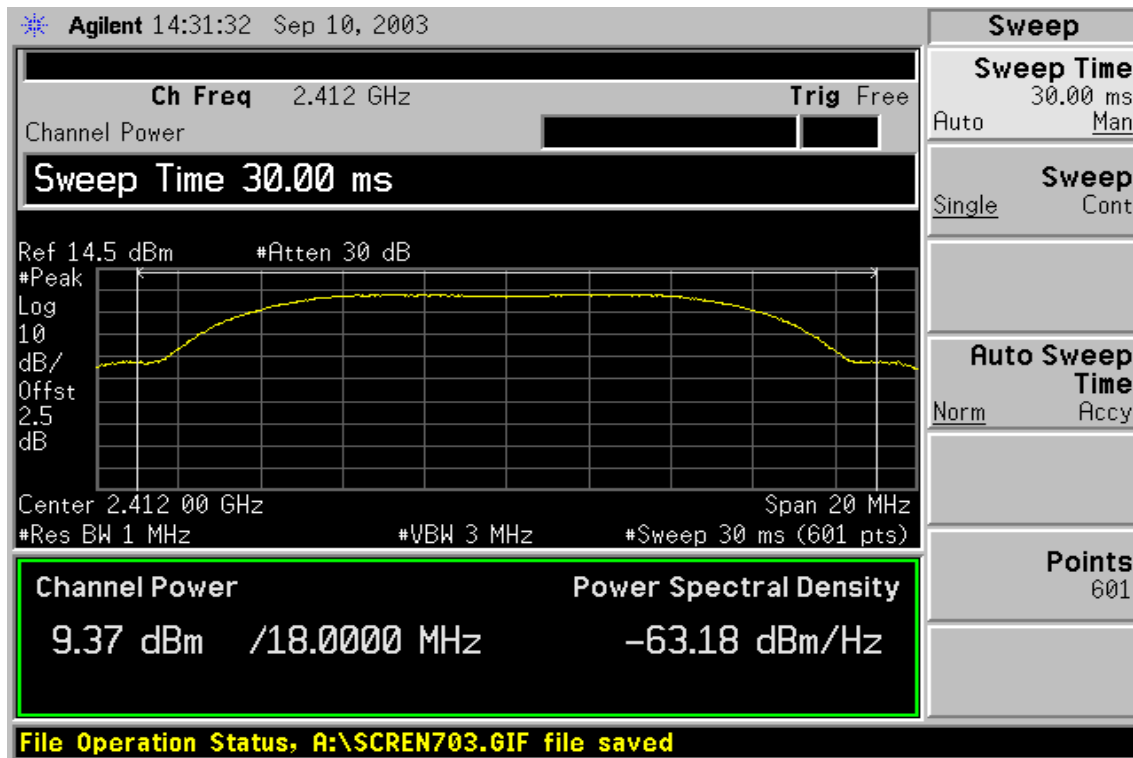 Agilent 14:31:32 Sep 10, 2003
Ch Freq 2.412 GHz Trig Free
Channel Power
Sweep Time 30.00 ms
Ref 14.5 dBm #Atten 30 dB
#Peak
Log
10
dB/
Offst
2.5
dB
Center 2.412 00 GHz Span 20 MHz
#Res BW 1 MHz #VBW 3 MHz #Sweep 30 ms (601 pts)
Channel Power Power Spectral Density
9.37 dBm /18.0000 MHz -63.18 dBm/Hz
File Operation Status, A:\SCREN703.GIF file saved
Sweep
Sweep Time
30.00 ms
Auto Man
Sweep
Single Cont
Auto Sweep
Time
Norm Accy
Points
601